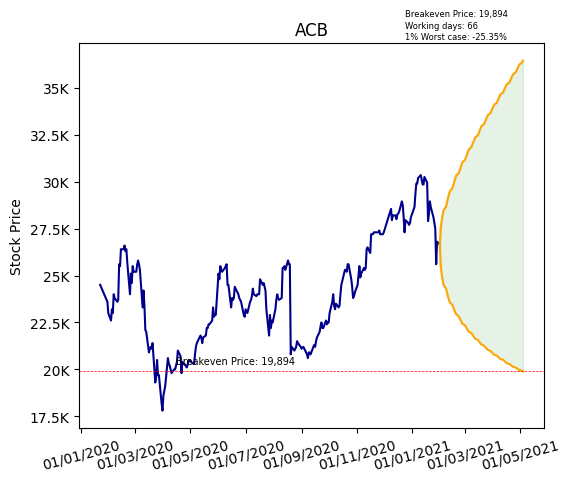 Breakeven Price: 19,894
Working days: 66
1% Worst case: -25.35%
ACB
Stock Price
35K
32.5K
30K
27.5K
25K
22.5K
20K
17.5K
Breakeven Price: 19,894
01/01/2020
01/03/2020
01/05/2020
01/07/2020
01/09/2020
01/11/2020
01/01/2021
01/03/2021
01/05/2021